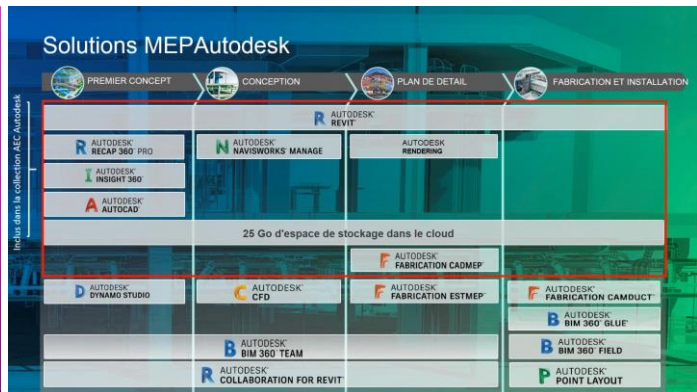 Solutions MEPAutodesk
PREMIER CONCEPT
CONCEPTION
PLAN DE DETAIL
FABRICATION ET INSTALLATION
Inclus dans la collection AEC Autodesk
AUTODESK
REVIT
AUTODESK
RECAP 360 PRO
AUTODESK
NAVISWORKS MANAGE
AUTODESK
RENDERING
AUTODESK
INSIGHT 360
AUTODESK
AUTOCAD
25 Go d'espace de stockage dans le cloud
AUTODESK
FABRICATION CADMEP
AUTODESK
DYNAMO STUDIO
AUTODESK
CFD
AUTODESK
FABRICATION ESTMEP
AUTODESK
FABRICATION CAMDUCT
AUTODESK
BIM 360 GLUE
AUTODESK
BIM 360 TEAM
AUTODESK
BIM 360 FIELD
AUTODESK
COLLABORATION FOR REVIT
AUTODESK
POINT LAYOUT